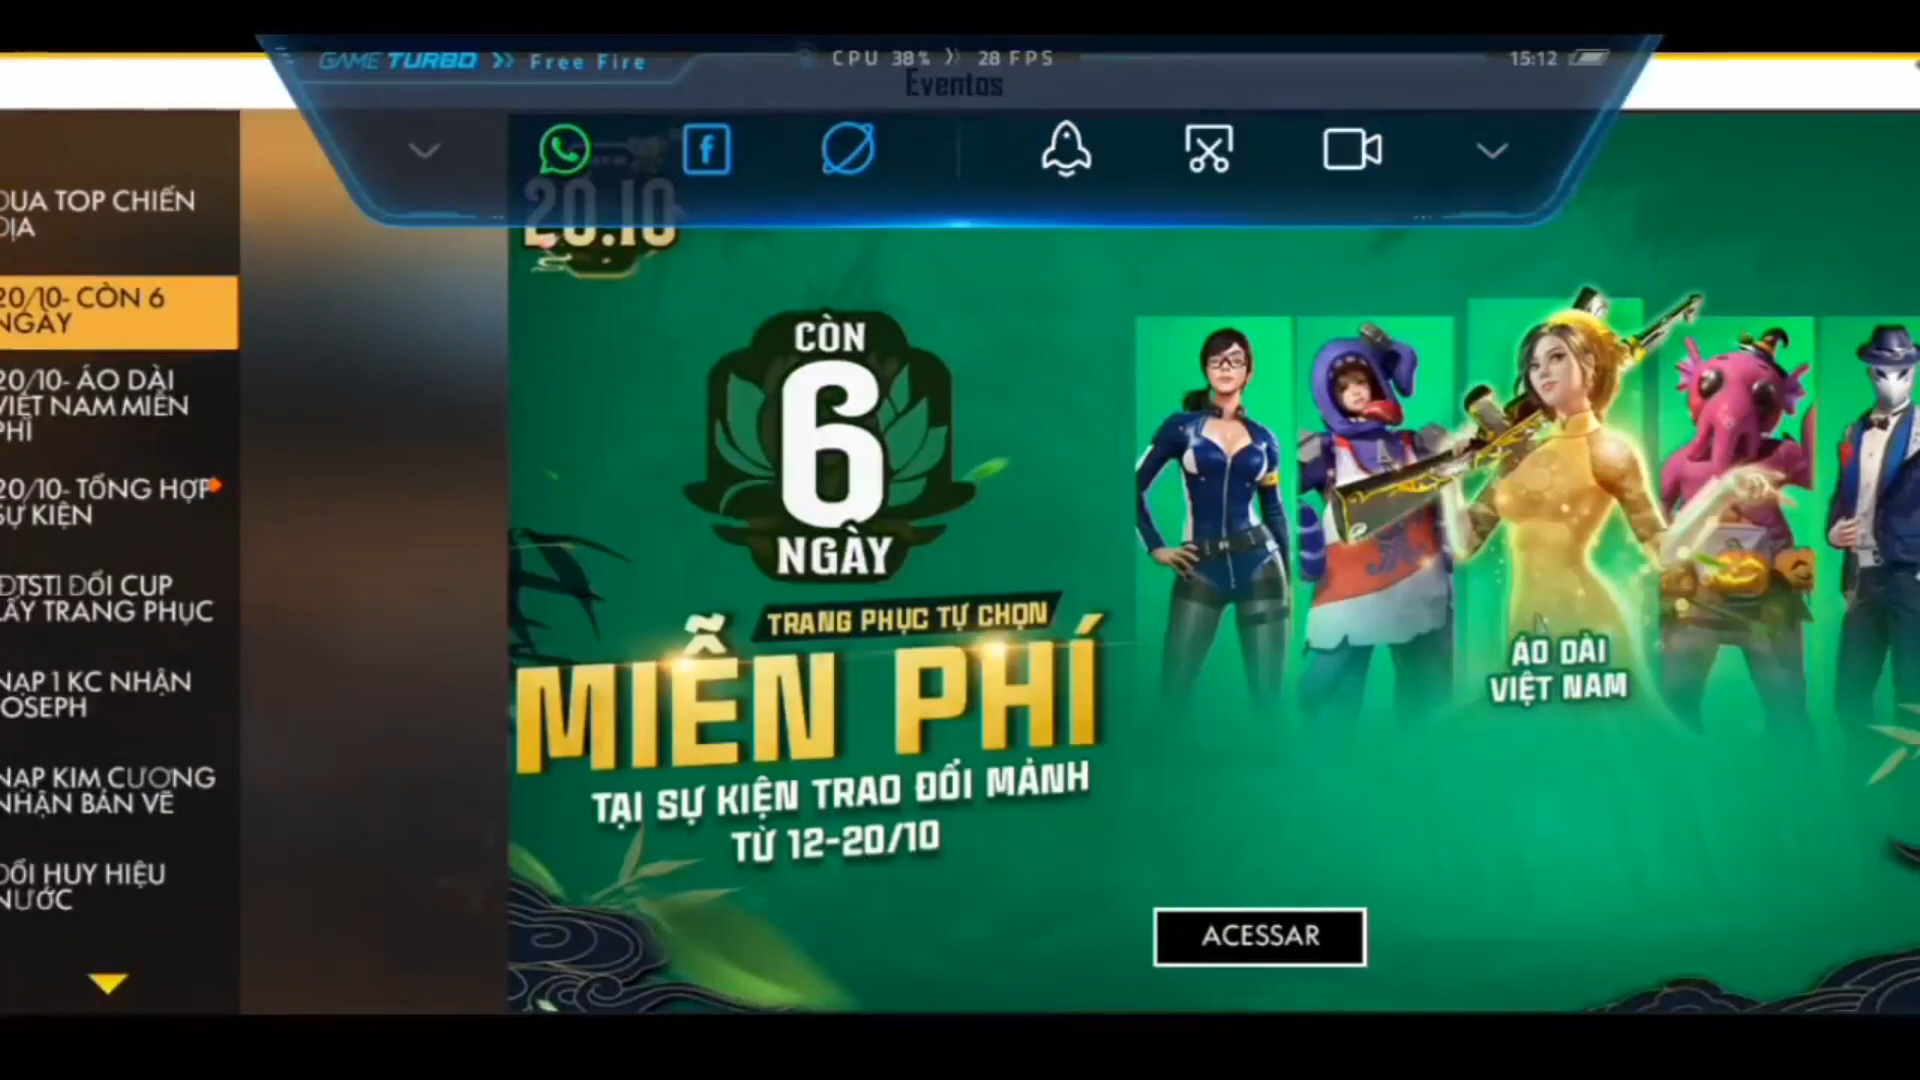 GAME TURBO
Free Fire
CPU 38%
28 FPS
15:12
Eventos
20.10
ĐUA TOP CHIẾN
ĐỊA
20/10- CÒN 6
NGÀY
20/10- ÁO DÀI
VIỆT NAM MIỄN
PHÍ
20/10- TỔNG HỢP
SỰ KIỆN
[ĐTST] ĐỔI CUP
LẤY TRANG PHỤC
NẠP 1 KC NHẬN
JOSEPH
NẠP KIM CƯƠNG
NHẬN BẢN VẼ
ĐỔI HUY HIỆU
NƯỚC
CÒN
6
NGÀY
TRANG PHỤC TỰ CHỌN
MIỄN PHÍ
TẠI SỰ KIỆN TRAO ĐỔI MẢNH
TỪ 12-20/10
ÁO DÀI
VIỆT NAM
ACESSAR